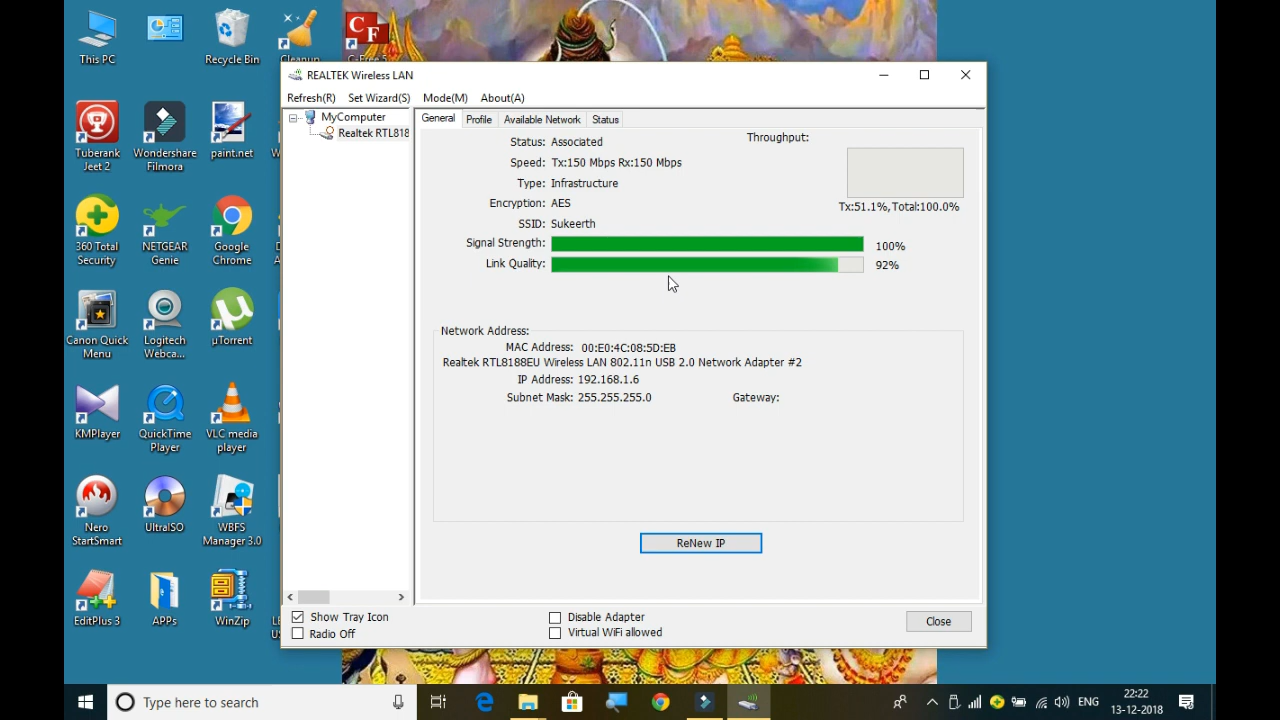 This PC
Recycle Bin
Cleanup
C-Free 5
Tuberank
Jeet 2
Wondershare
Filmora
paint.net
360 Total
Security
NETGEAR
Genie
Google
Chrome
Canon Quick
Menu
Logitech
Webca...
µTorrent
KMPlayer
QuickTime
Player
VLC media
player
Nero
StartSmart
UltraISO
WBFS
Manager 3.0
EditPlus 3
APPs
WinZip
REALTEK Wireless LAN
Refresh(R) Set Wizard(S) Mode(M) About(A)
MyComputer
Realtek RTL818
General Profile Available Network Status
Status: Associated
Throughput:
Speed: Tx:150 Mbps Rx:150 Mbps
Type: Infrastructure
Encryption: AES
Tx:51.1%, Total:100.0%
SSID: Sukeerth
Signal Strength: 100%
Link Quality: 92%
Network Address:
MAC Address: 00:E0:4C:08:5D:EB
Realtek RTL8188EU Wireless LAN 802.11n USB 2.0 Network Adapter #2
IP Address: 192.168.1.6
Subnet Mask: 255.255.255.0 Gateway:
ReNew IP
Show Tray Icon Disable Adapter
Radio Off Virtual WiFi allowed
Close
Type here to search
ENG
22:22
13-12-2018